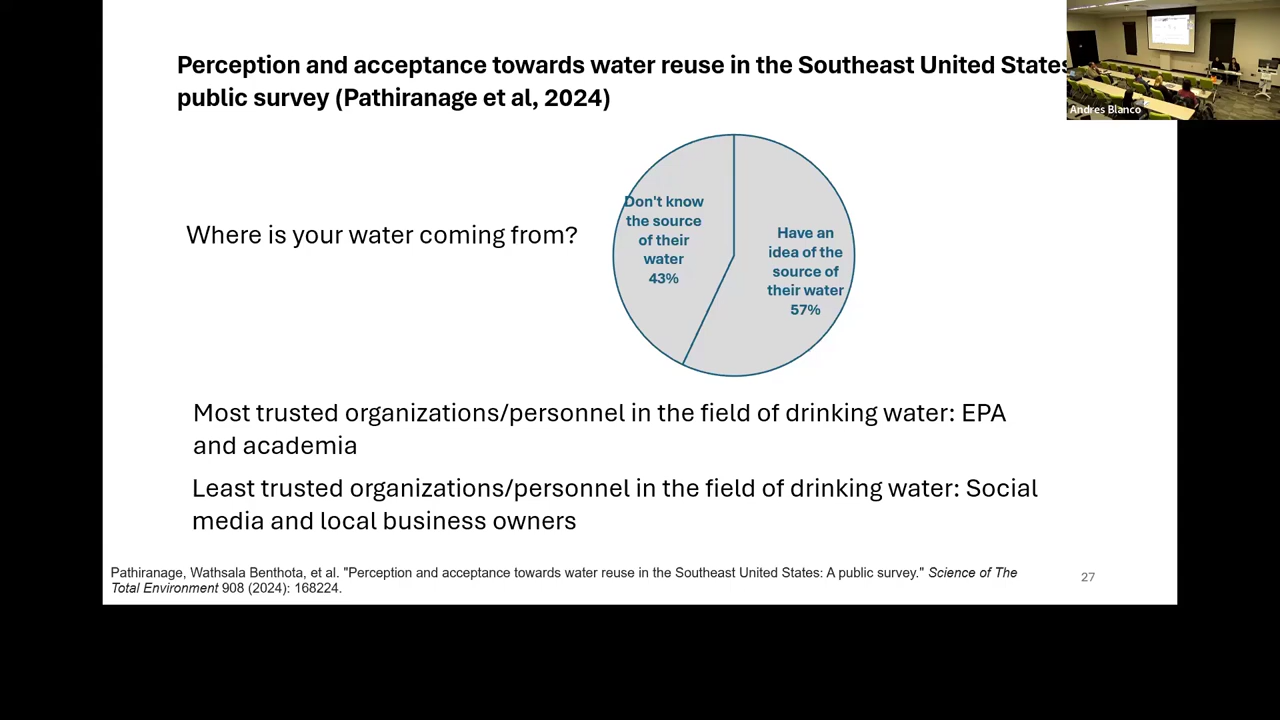 Perception and acceptance towards water reuse in the Southeast United States
public survey (Pathiranage et al, 2024)
Andres Blanco
Where is your water coming from?
Don't know
the source
of their
water
43%
Have an
idea of the
source of
their water
57%
Most trusted organizations/personnel in the field of drinking water: EPA
and academia
Least trusted organizations/personnel in the field of drinking water: Social
media and local business owners
Pathiranage, Wathsala Benthota, et al. "Perception and acceptance towards water reuse in the Southeast United States: A public survey." Science of The
Total Environment 908 (2024): 168224.
27